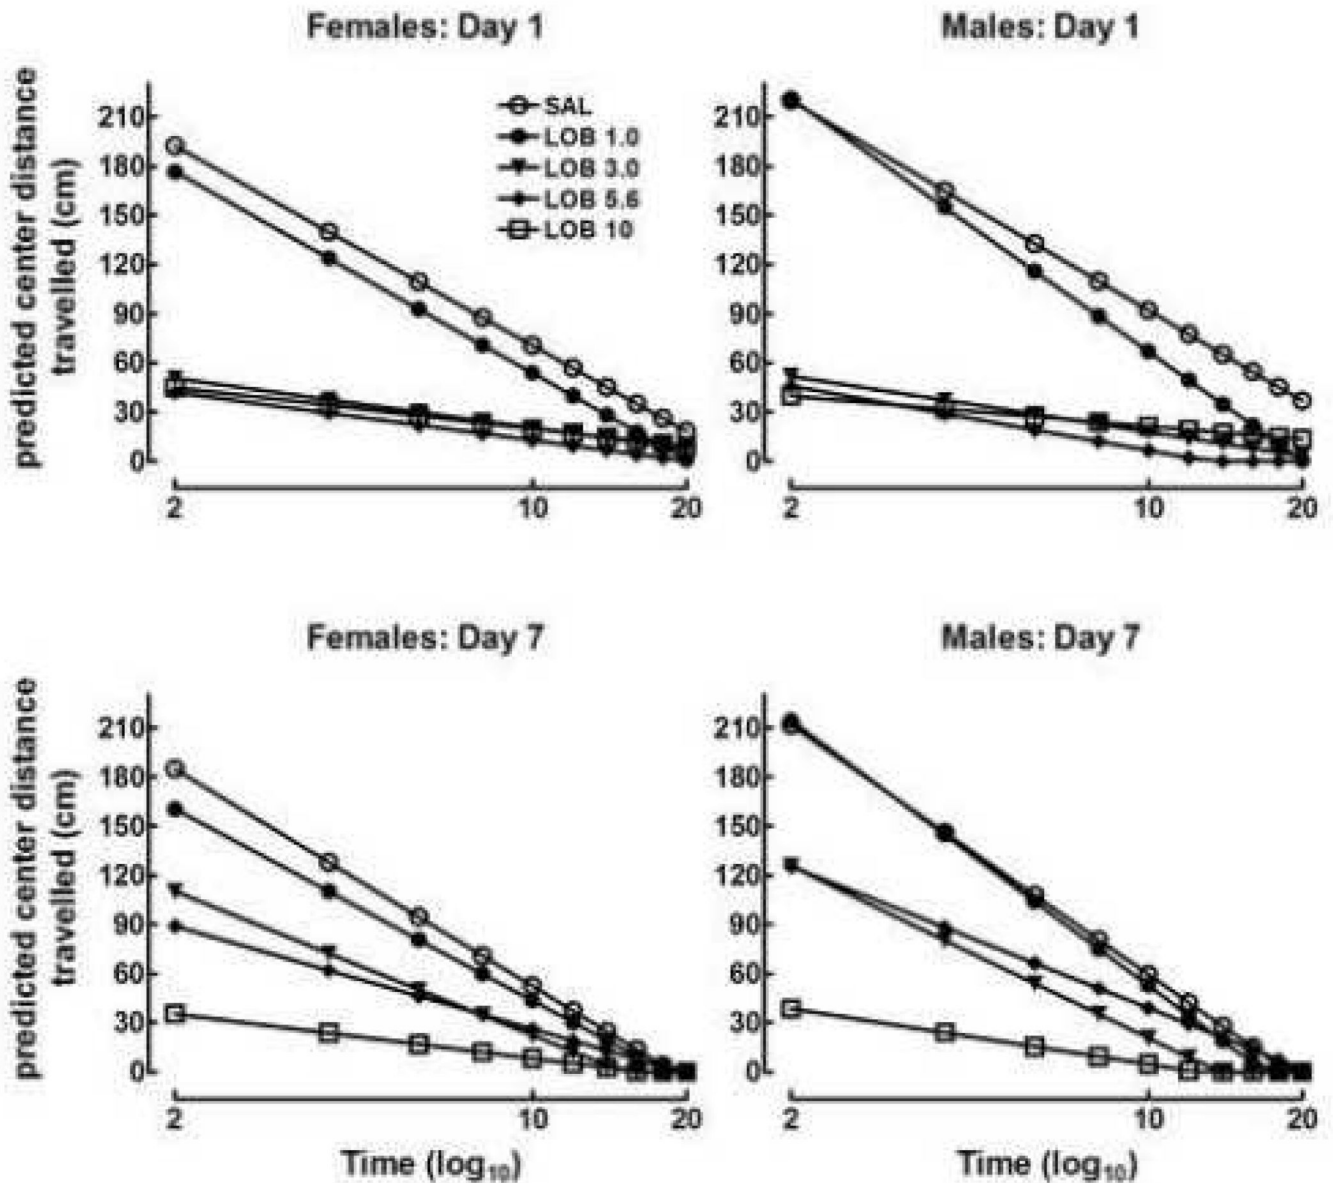 Females: Day 1
Males: Day 1
predicted center distance
travelled (cm)
210
180
150
120
90
60
30
0
2
10
20
SAL
LOB 1.0
LOB 3.0
LOB 5.6
LOB 10
210
180
150
120
90
60
30
0
2
10
20
Females: Day 7
Males: Day 7
predicted center distance
travelled (cm)
210
180
150
120
90
60
30
0
2
10
20
Time (log₁₀)
210
180
150
120
90
60
30
0
2
10
20
Time (log₁₀)